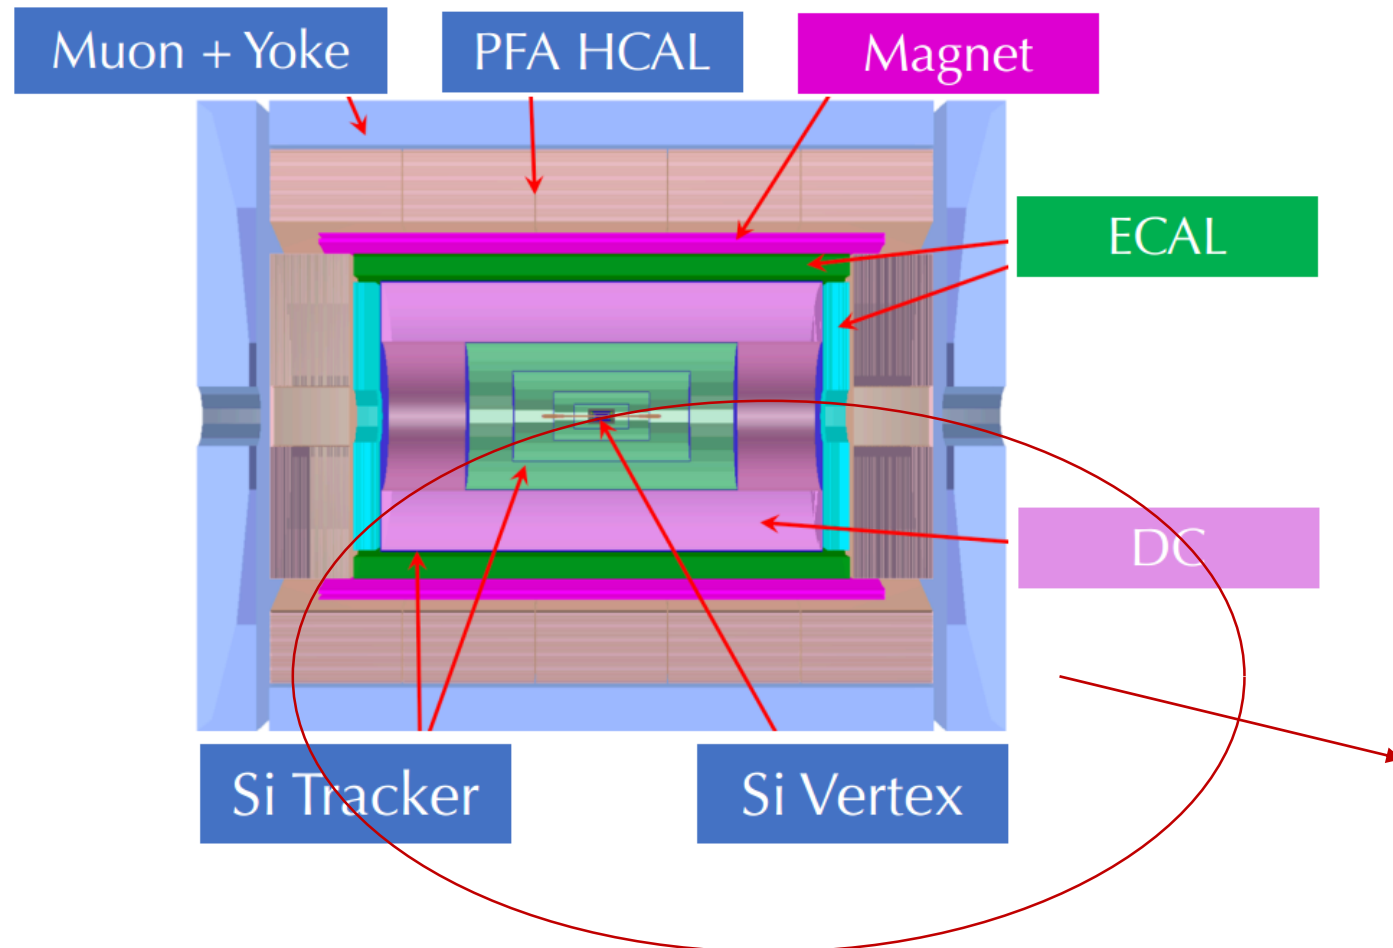 Muon + Yoke
PFA HCAL
Magnet
ECAL
DC
Si Tracker
Si Vertex